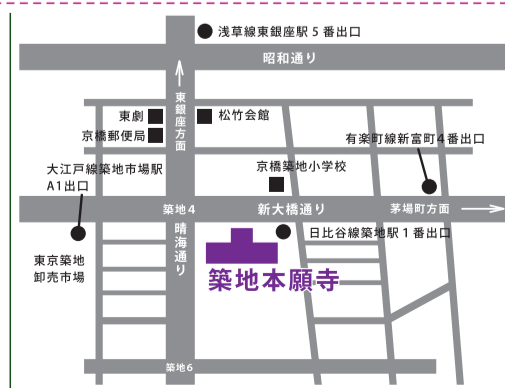 浅草線東銀座駅5番出口
昭和通り
東銀座方面
東劇
松竹会館
京橋郵便局
有楽町線新富町4番出口
大江戸線築地市場駅
A1出口
京橋築地小学校
築地4
新大橋通り
茅場町方面
晴海通り
日比谷線築地駅1番出口
東京築地
卸売市場
築地本願寺
築地6